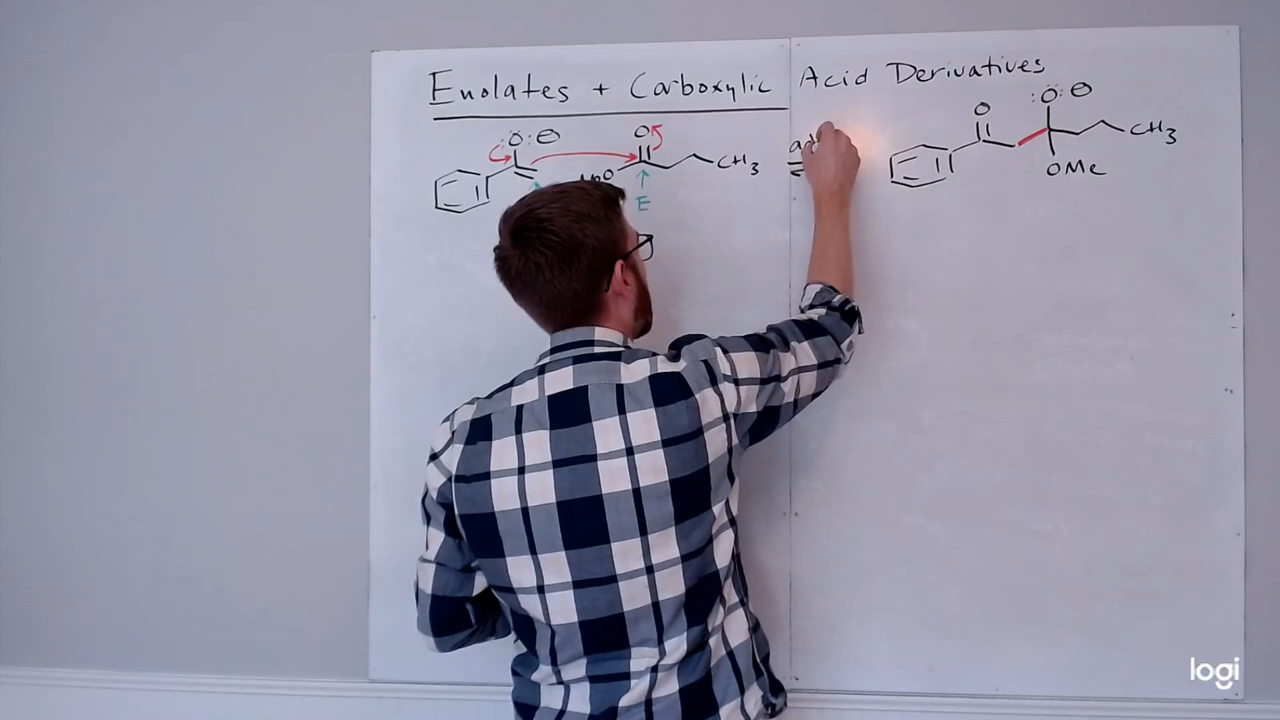 Enolates + Carboxylic Acid Derivatives
:O: ⊖ O CH3 E
O :O: ⊖ CH3 OMe
logi